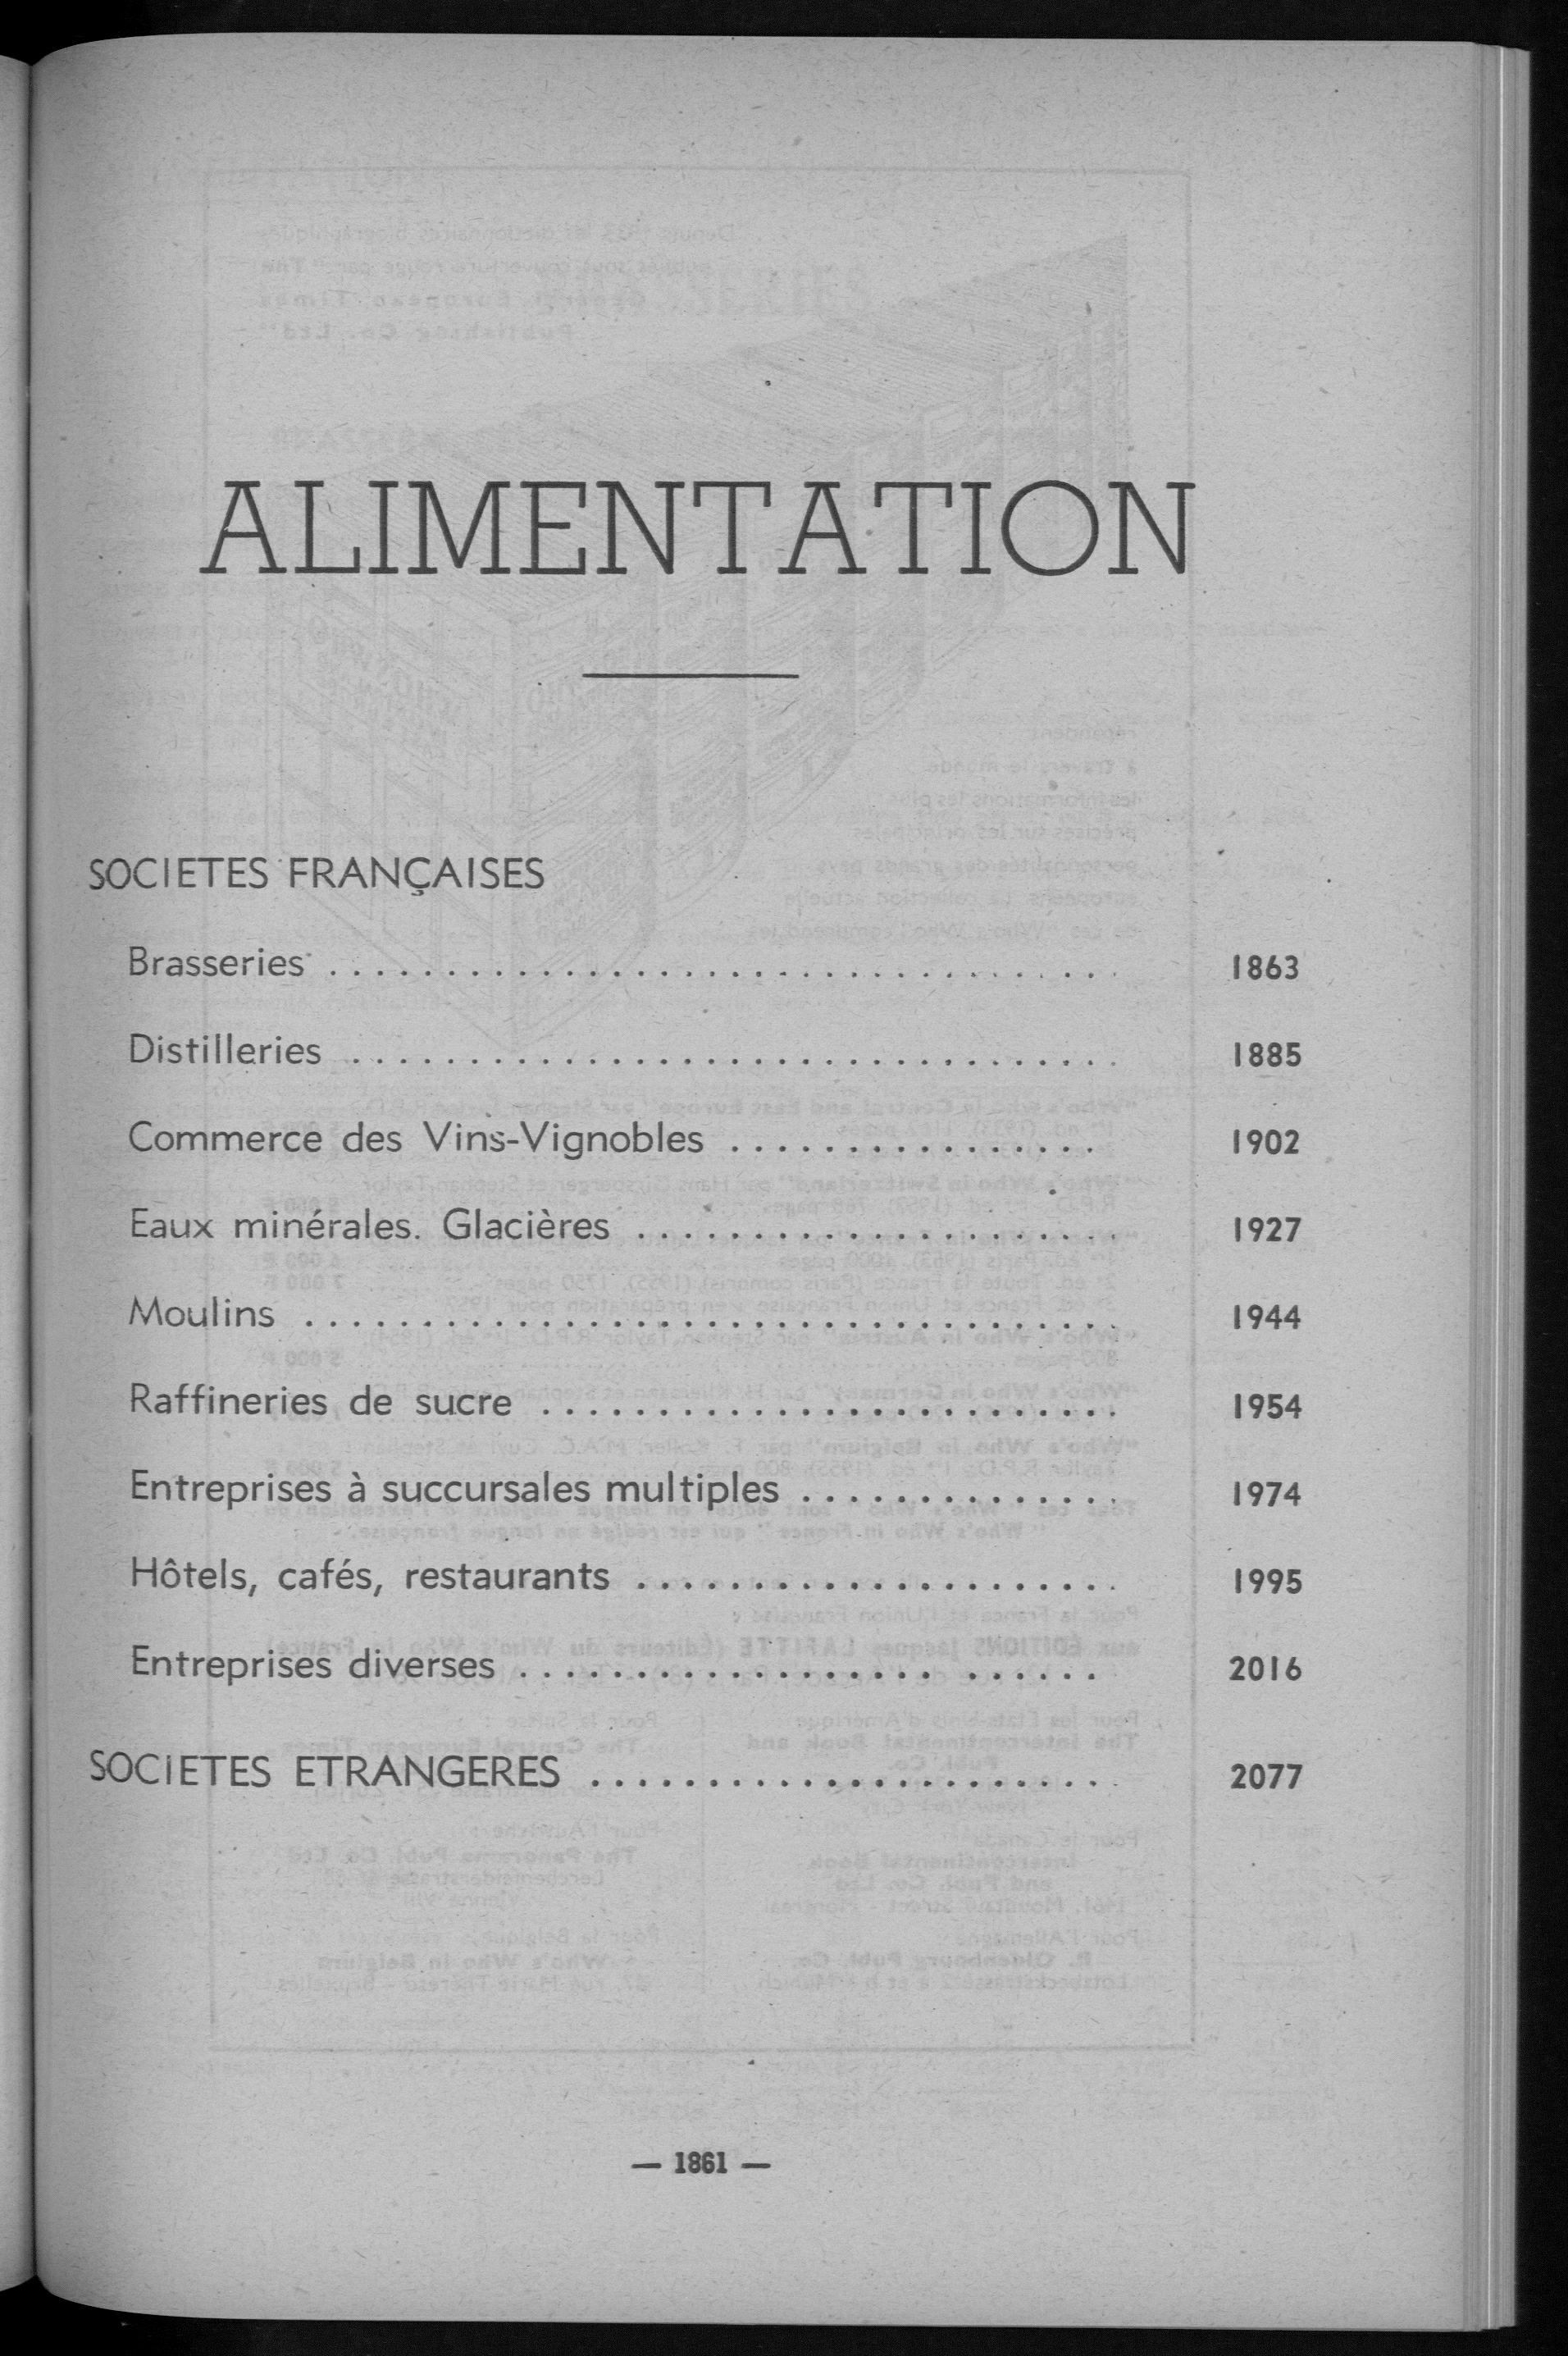 ALIMENTATION
SOCIETES FRANÇAISES
Brasseries ................................. 1863
Distilleries ................................. 1885
Commerce des Vins-Vignobles ................ 1902
Eaux minérales. Glacières ..................... 1927
Moulins ................................... 1944
Raffineries de sucre ......................... 1954
Entreprises à succursales multiples .............. 1974
Hôtels, cafés, restaurants ..................... 1995
Entreprises diverses .................. ...... 2016
SOCIETES ETRANGERES ....................... 2077
— 1861 —